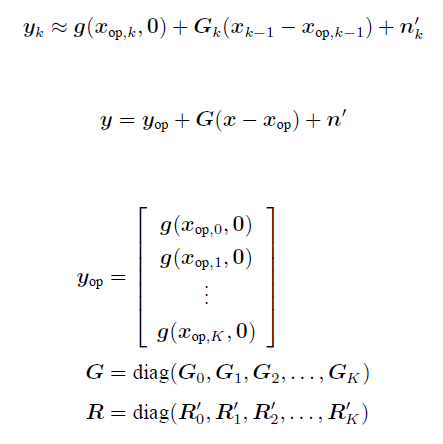 y_k ≈ g(x_{op,k}, 0) + G_k(x_{k−1} − x_{op,k−1}) + n′_k
y = y_{op} + G(x − x_{op}) + n′
y_{op} = [ g(x_{op,0}, 0)
g(x_{op,1}, 0)
⋮
g(x_{op,K}, 0) ]
G = diag(G_0, G_1, G_2, . . . , G_K)
R = diag(R′_0, R′_1, R′_2, . . . , R′_K)